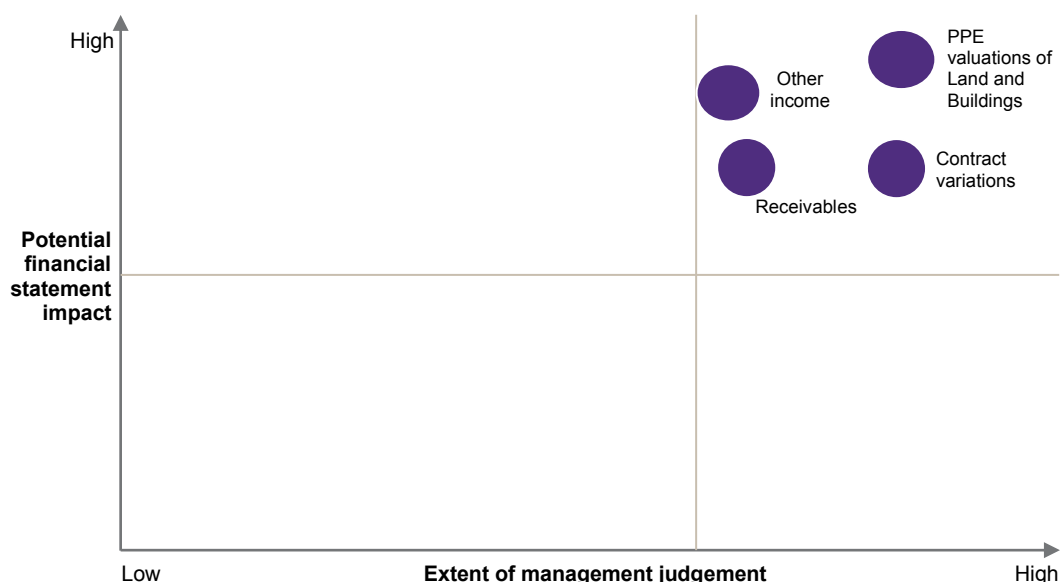 High
PPE
valuations of
Land and
Buildings
Other
income
Contract
variations
Receivables
Potential
financial
statement
impact
Low
Extent of management judgement
High